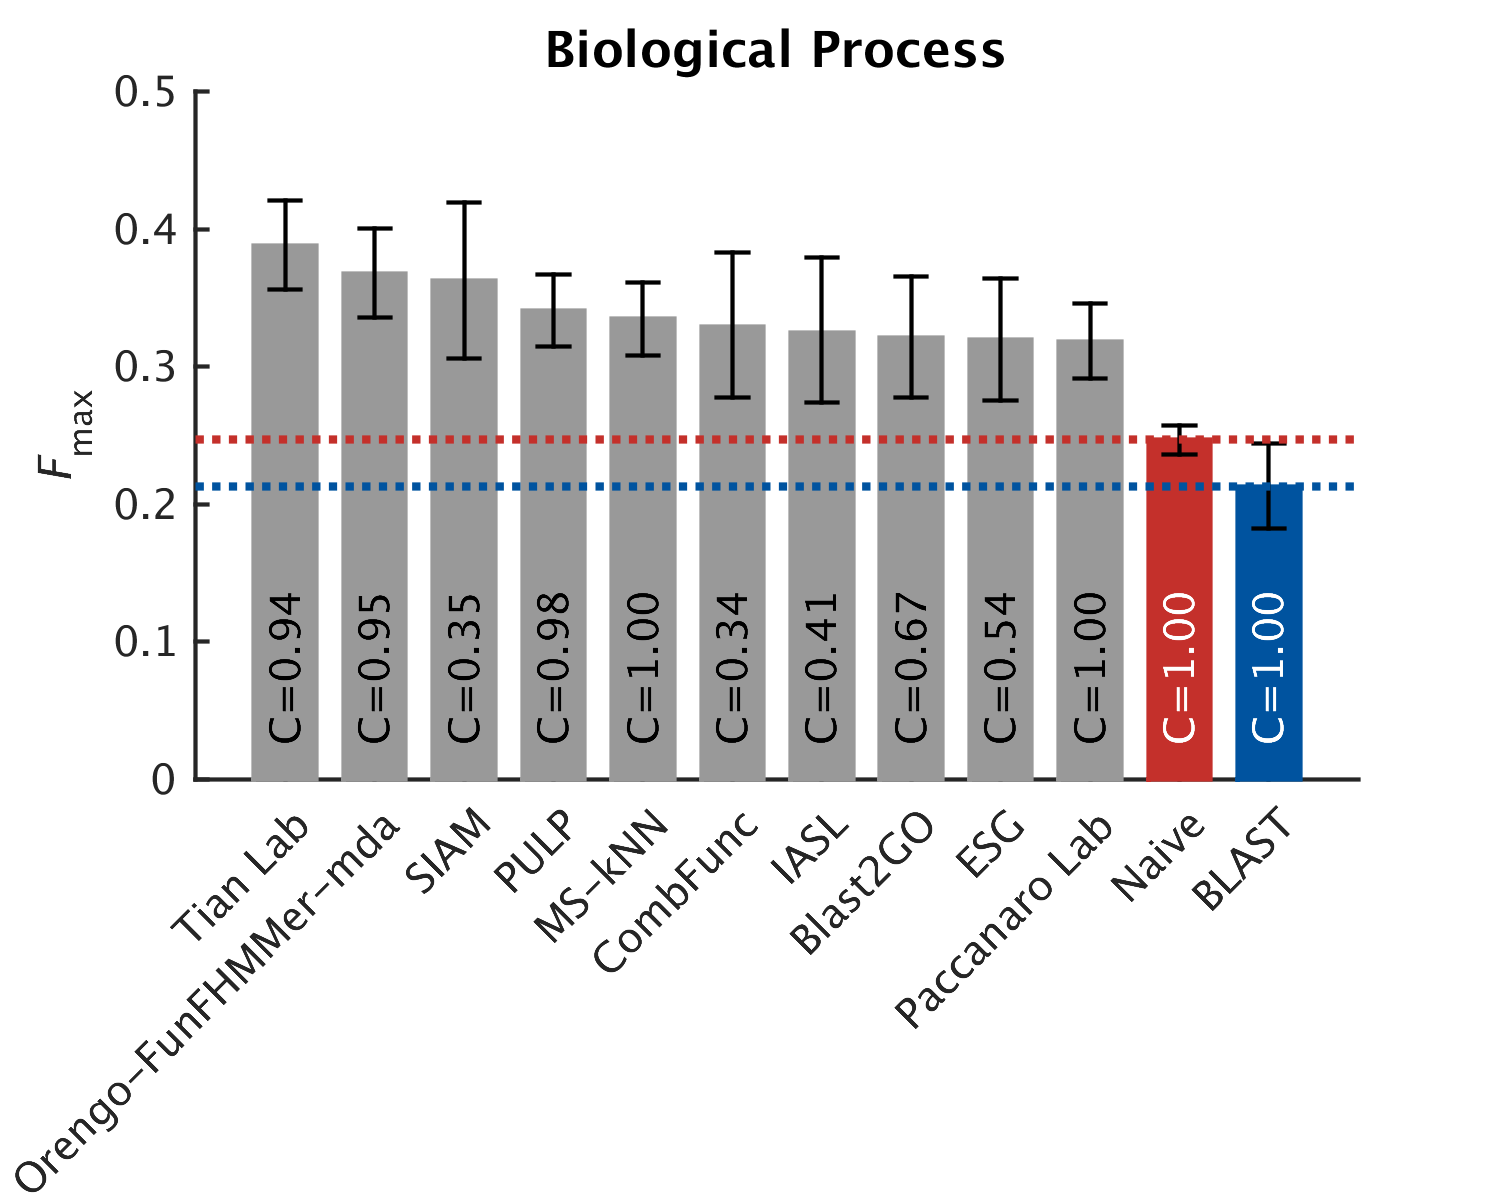 Biological Process
0.5
0.4
0.3
0.2
0.1
0
Fmax
C=0.94
C=0.95
C=0.35
C=0.98
C=1.00
C=0.34
C=0.41
C=0.67
C=0.54
C=1.00
C=1.00
C=1.00
Tian Lab
Orengo-FunFHMMer-mda
SIAM
PULP
MS-kNN
CombFunc
IASL
Blast2GO
ESG
Paccanaro Lab
Naive
BLAST